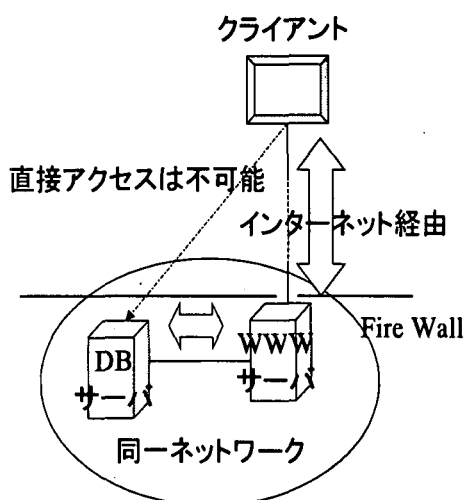 クライアント
直接アクセスは不可能
インターネット経由
Fire Wall
DB
サーバ
WWW
サーバ
同一ネットワーク